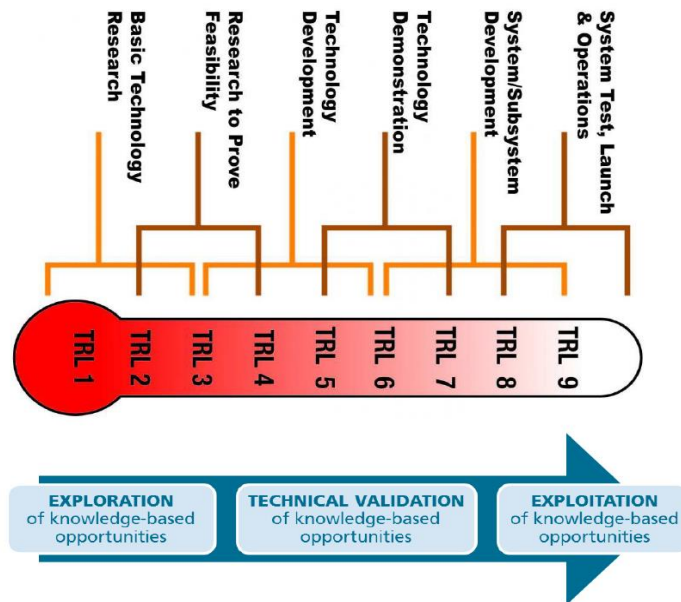 Basic Technology
Research
Research to Prove
Feasibility
Technology
Development
Technology
Demonstration
System/Subsystem
Development
System Test, Launch
& Operations
TRL 1
TRL 2
TRL 3
TRL 4
TRL 5
TRL 6
TRL 7
TRL 8
TRL 9
EXPLORATION
of knowledge-based
opportunities
TECHNICAL VALIDATION
of knowledge-based
opportunities
EXPLOITATION
of knowledge-based
opportunities